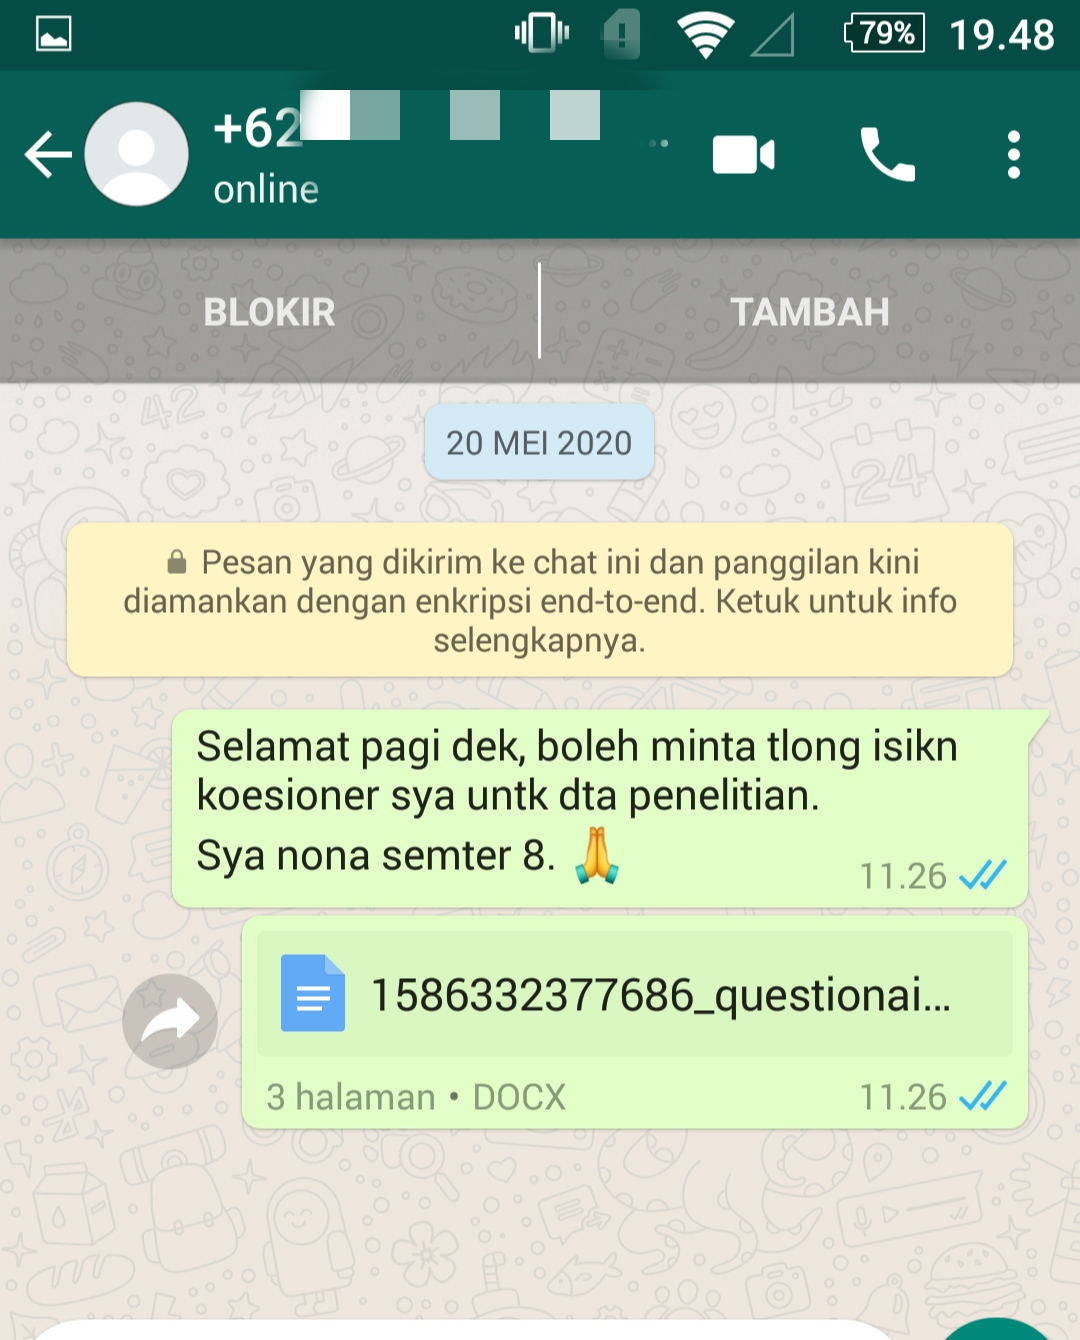 79% 19.48
+62
online
BLOKIR TAMBAH
20 MEI 2020
Pesan yang dikirim ke chat ini dan panggilan kini
diamankan dengan enkripsi end-to-end. Ketuk untuk info
selengkapnya.
Selamat pagi dek, boleh minta tlong isikn
koesioner sya untk dta penelitian.
Sya nona semter 8. 🙏
11.26
1586332377686_questionai...
3 halaman • DOCX 11.26